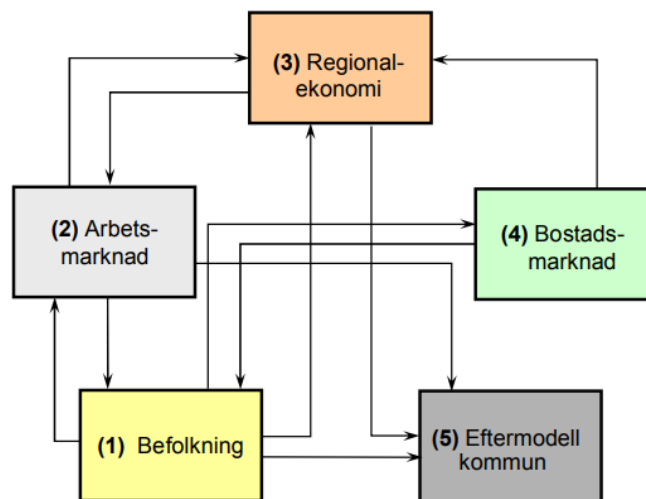 (3) Regional-
ekonomi
(2) Arbets-
marknad
(4) Bostads-
marknad
(1) Befolkning
(5) Eftermodell
kommun